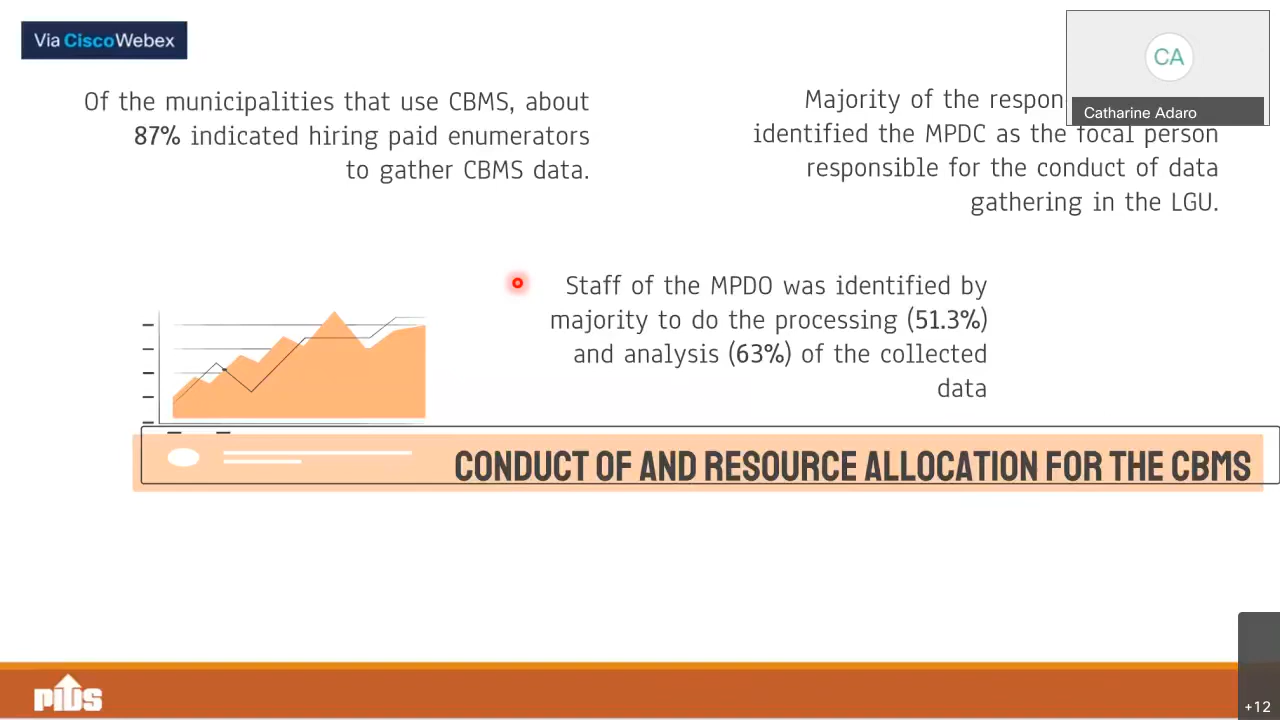 Via CiscoWebex
CA
Catharine Adaro
Of the municipalities that use CBMS, about
87% indicated hiring paid enumerators
to gather CBMS data.
Majority of the respon
identified the MPDC as the focal person
responsible for the conduct of data
gathering in the LGU.
Staff of the MPDO was identified by
majority to do the processing (51.3%)
and analysis (63%) of the collected
data
CONDUCT OF AND RESOURCE ALLOCATION FOR THE CBMS
PIDS
+12